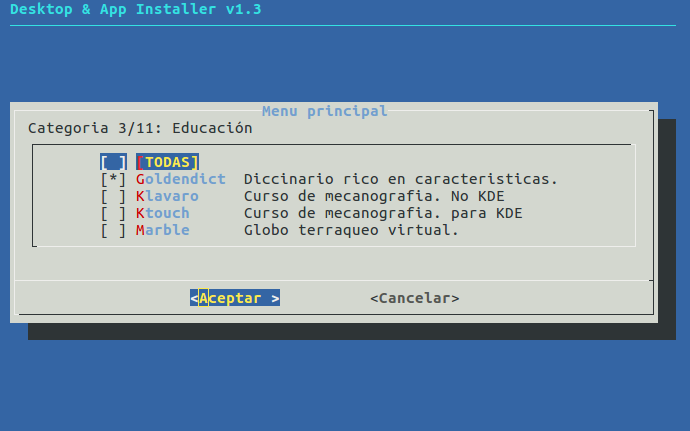 Desktop & App Installer v1.3
Menu principal
Categoria 3/11: Educación
[ ] [TODAS]
[*] Goldendict Diccinario rico en caracteristicas.
[ ] Klavaro Curso de mecanografia. No KDE
[ ] Ktouch Curso de mecanografia. para KDE
[ ] Marble Globo terraqueo virtual.
<Aceptar > <Cancelar>